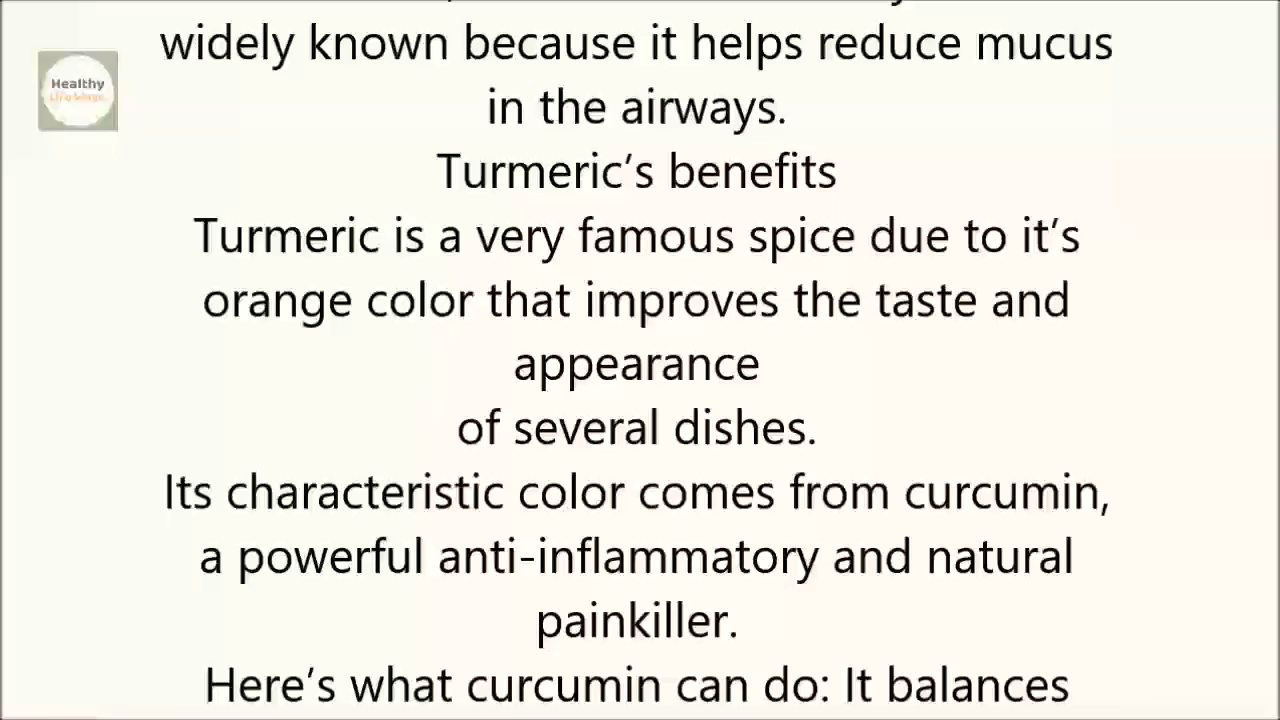 widely known because it helps reduce mucus
in the airways.
Healthy
Turmeric’s benefits
Turmeric is a very famous spice due to it’s
orange color that improves the taste and
appearance
of several dishes.
Its characteristic color comes from curcumin,
a powerful anti-inflammatory and natural
painkiller.
Here’s what curcumin can do: It balances